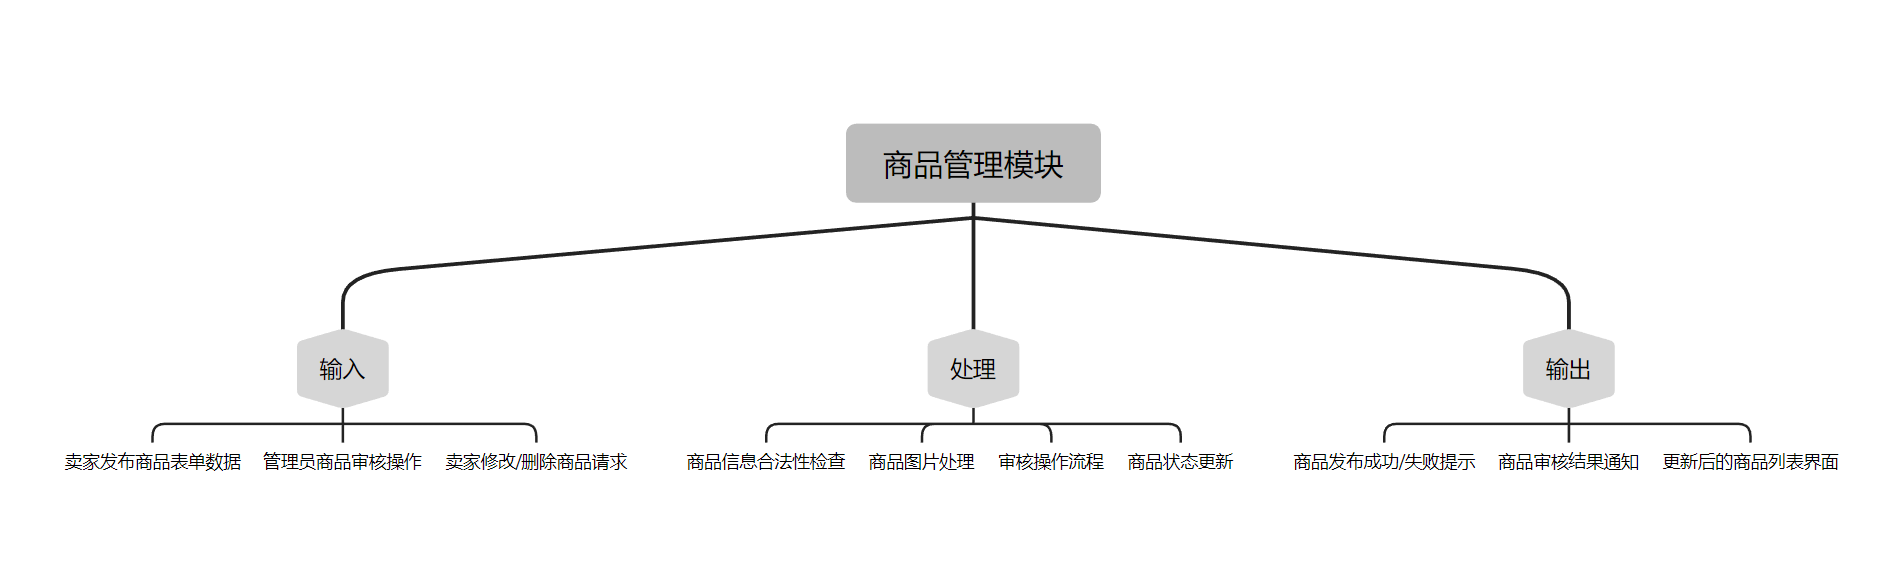 商品管理模块
输入
处理
输出
卖家发布商品表单数据
管理员商品审核操作
卖家修改/删除商品请求
商品信息合法性检查
商品图片处理
审核操作流程
商品状态更新
商品发布成功/失败提示
商品审核结果通知
更新后的商品列表界面